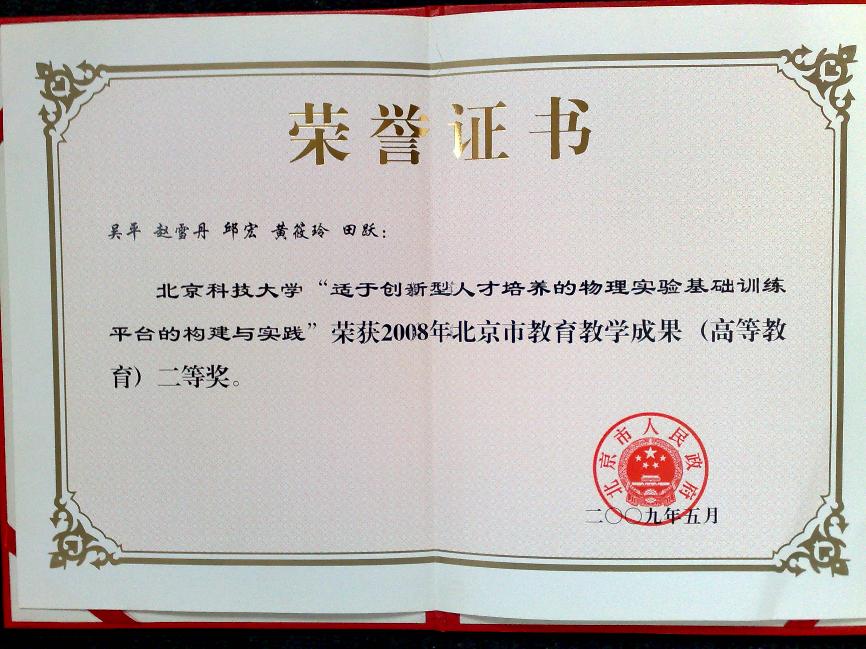 荣誉证书
吴平 赵雪丹 邱宏 黄筱玲 田跃：
北京科技大学“适于创新型人才培养的物理实验基础训练
平台的构建与实践”荣获2008年北京市教育教学成果（高等教
育）二等奖。
北京市人民政府
二〇〇九年五月